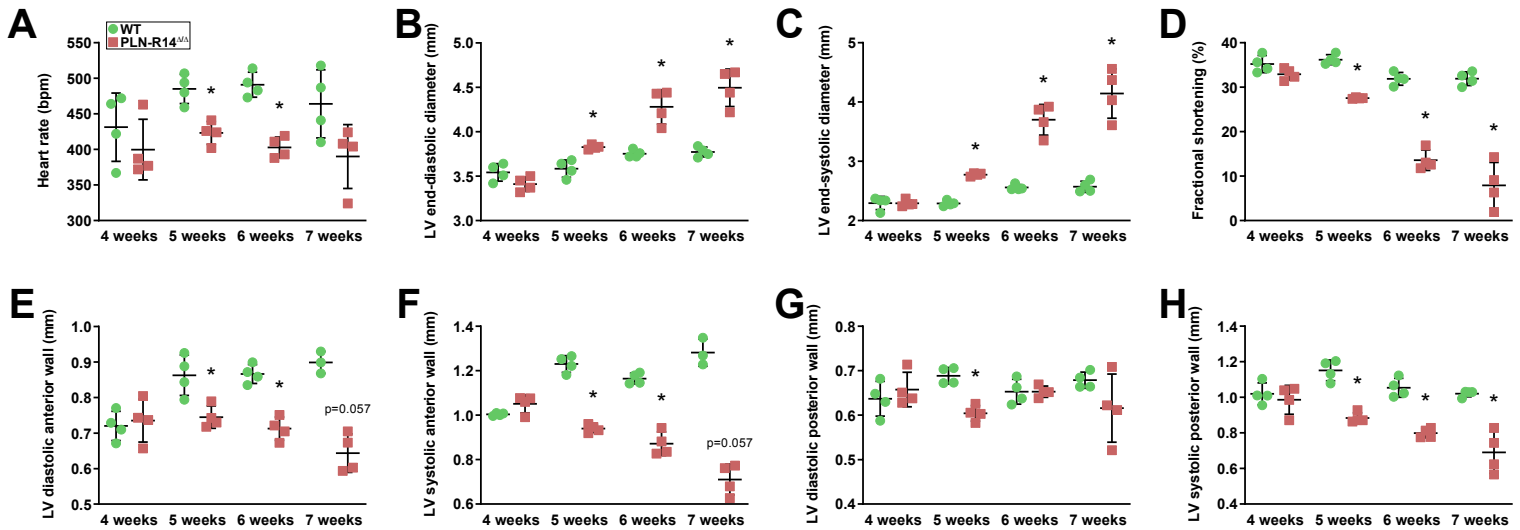 A
WT
PLN-R14Δ/Δ
Heart rate (bpm)
550
500
450
400
350
300
4 weeks 5 weeks 6 weeks 7 weeks
* *
B
LV end-diastolic diameter (mm)
5.0
4.5
4.0
3.5
3.0
4 weeks 5 weeks 6 weeks 7 weeks
* * *
C
LV end-systolic diameter (mm)
5
4
3
2
4 weeks 5 weeks 6 weeks 7 weeks
* * *
D
Fractional shortening (%)
40
30
20
10
0
4 weeks 5 weeks 6 weeks 7 weeks
* * *
E
LV diastolic anterior wall (mm)
1.0
0.9
0.8
0.7
0.6
0.5
4 weeks 5 weeks 6 weeks 7 weeks
* * p=0.057
F
LV systolic anterior wall (mm)
1.4
1.2
1.0
0.8
0.6
4 weeks 5 weeks 6 weeks 7 weeks
* * p=0.057
G
LV diastolic posterior wall (mm)
0.8
0.7
0.6
0.5
0.4
4 weeks 5 weeks 6 weeks 7 weeks
*
H
LV systolic posterior wall (mm)
1.4
1.2
1.0
0.8
0.6
0.4
4 weeks 5 weeks 6 weeks 7 weeks
* * *